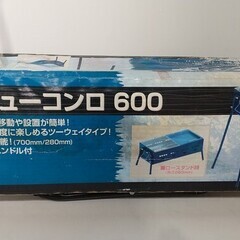 ューコンロ 600
移動や設置が簡単!
度に楽しめるツーウェイタイプ!
能!(700mm/280mm)
ンドル付